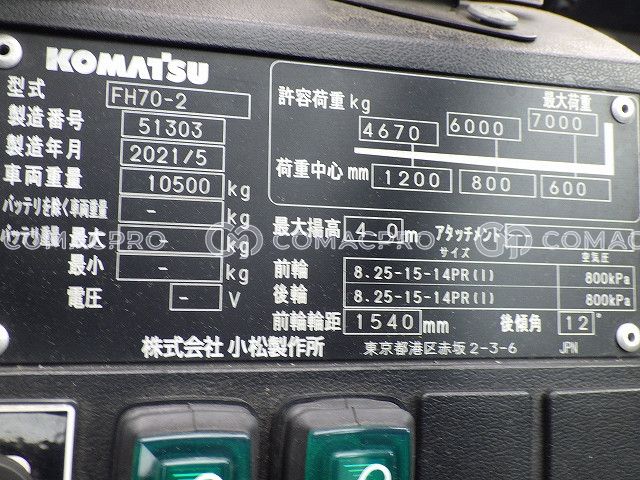 KOMATSU
型式 FH70-2
製造番号 51303
製造年月 2021/5
車両重量 10500 kg
バッテリを除く車両重量 - kg
バッテリ重量 最大 - kg
最小 - kg
電圧 - V
許容荷重 kg
最大荷重
4670 6000 7000
荷重中心 mm 1200 800 600
最大揚高 4.0 m アタッチメント
サイズ 空気圧
前輪 8.25-15-14PR(I) 800kPa
後輪 8.25-15-14PR(I) 800kPa
前輪輪距 1540 mm 後傾角 12°
株式会社 小松製作所 東京都港区赤坂2-3-6 JPN
COMAC PRO COMACPRO COMAC